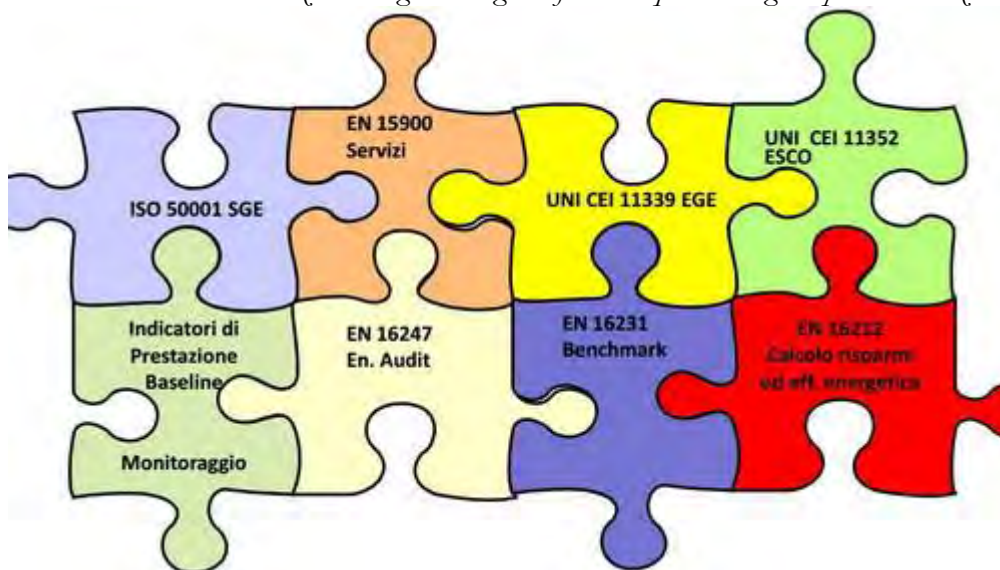 EN 15900
Servizi
UNI CEI 11352
ESCO
ISO 50001 SGE
UNI CEI 11339 EGE
Indicatori di
Prestazione
Baseline
EN 16247
En. Audit
EN 16231
Benchmark
EN 16212
Calcolo risparmi
ed eff. energetica
Monitoraggio